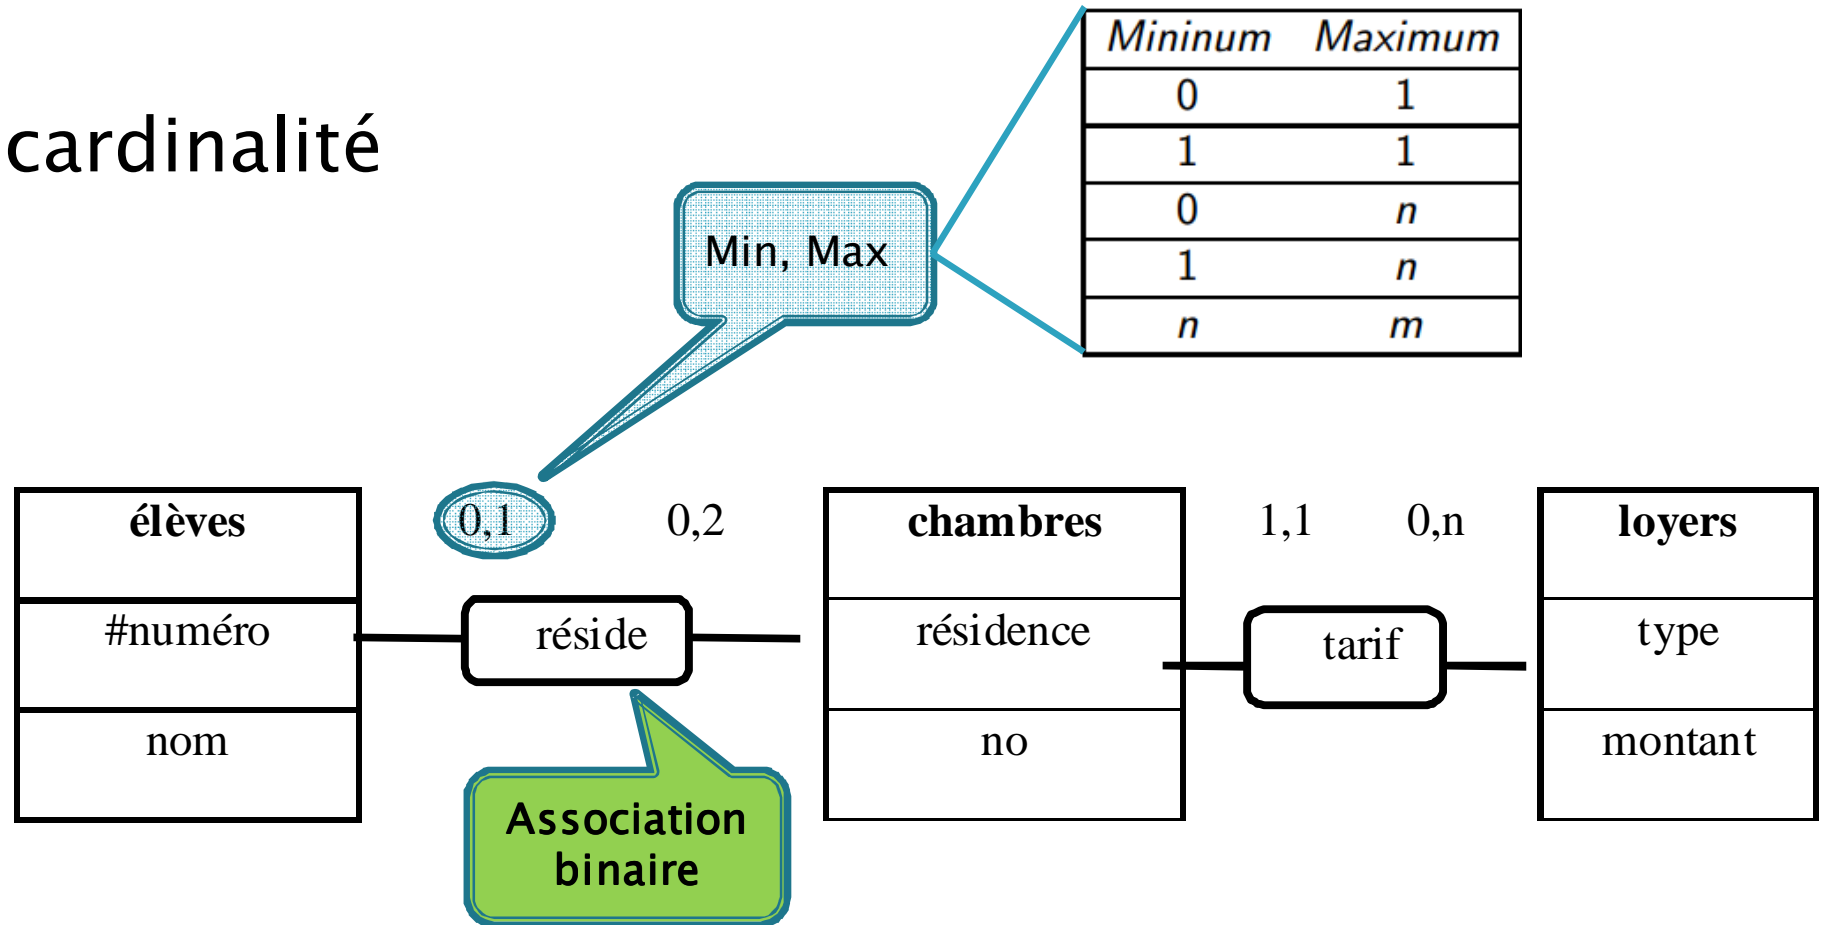 cardinalité
Mininum Maximum
0 1
1 1
0 n
1 n
n m
Min, Max
élèves 0,1 0,2 chambres 1,1 0,n loyers
#numéro réside résidence tarif type
nom no montant
Association
binaire